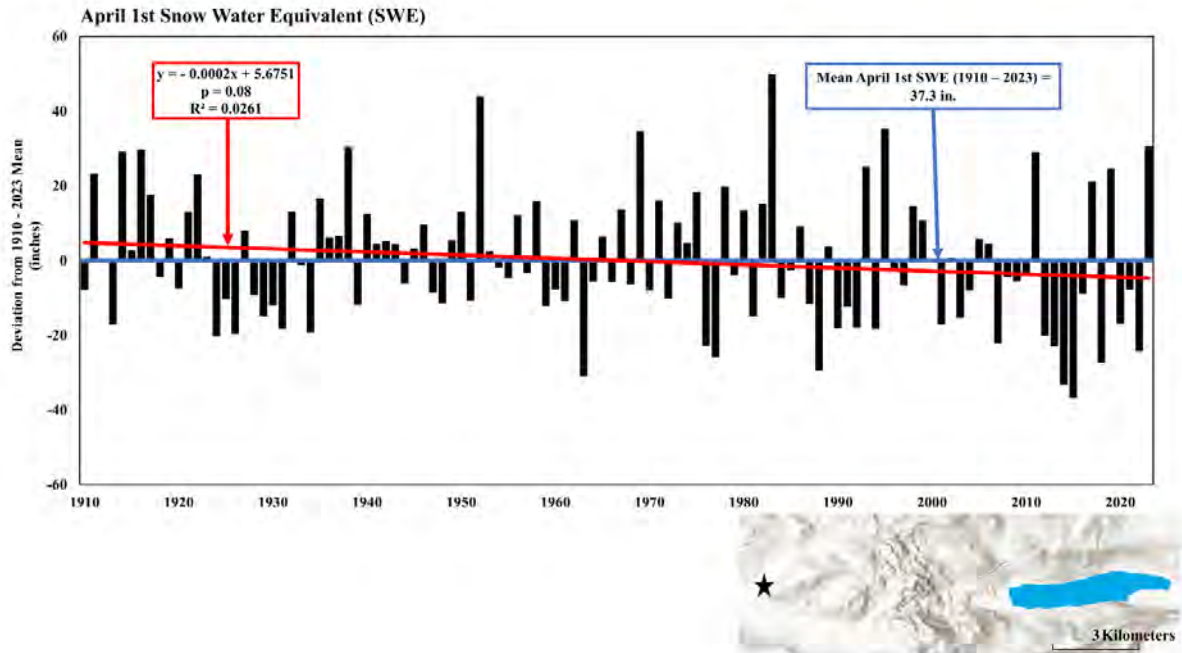 April 1st Snow Water Equivalent (SWE)
60
y = - 0.0002x + 5.6751
p = 0.08
R² = 0.0261
Mean April 1st SWE (1910 – 2023) =
37.3 in.
40
20
0
-20
-40
-60
Deviation from 1910 - 2023 Mean
(inches)
1910 1920 1930 1940 1950 1960 1970 1980 1990 2000 2010 2020
3 Kilometers